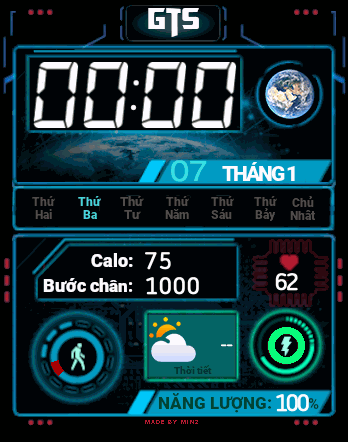 GTS
00:00
07 THÁNG 1
Thứ Hai Thứ Ba Thứ Tư Thứ Năm Thứ Sáu Thứ Bảy Chủ Nhât
Calo: 75
Bước chân: 1000
62
--
Thời tiết
NĂNG LƯỢNG: 100%
MADE BY MIN2